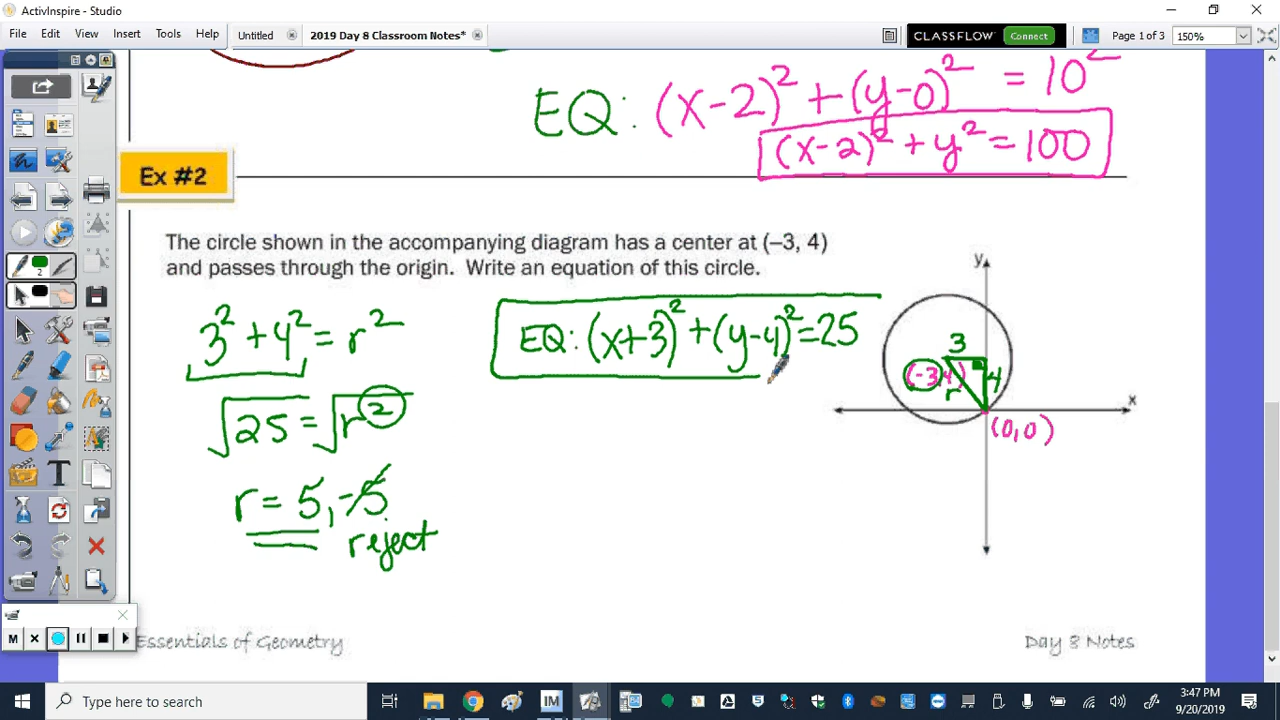 ActivInspire - Studio
File Edit View Insert Tools Help Untitled 2019 Day 8 Classroom Notes* CLASSFLOW Connect Page 1 of 3 150%
EQ: (x-2)² + (y-0)² = 10²
(x-2)² + y² = 100
Ex #2
The circle shown in the accompanying diagram has a center at (–3, 4)
and passes through the origin. Write an equation of this circle.
3² + 4² = r²
√25 = √r²
r = 5, -5
reject
EQ: (x+3)² + (y-4)² = 25
y
3
(-3,4)
4
r
x
(0,0)
Essentials of Geometry
Day 8 Notes
2
T
M
Type here to search
IM
3:47 PM
9/20/2019